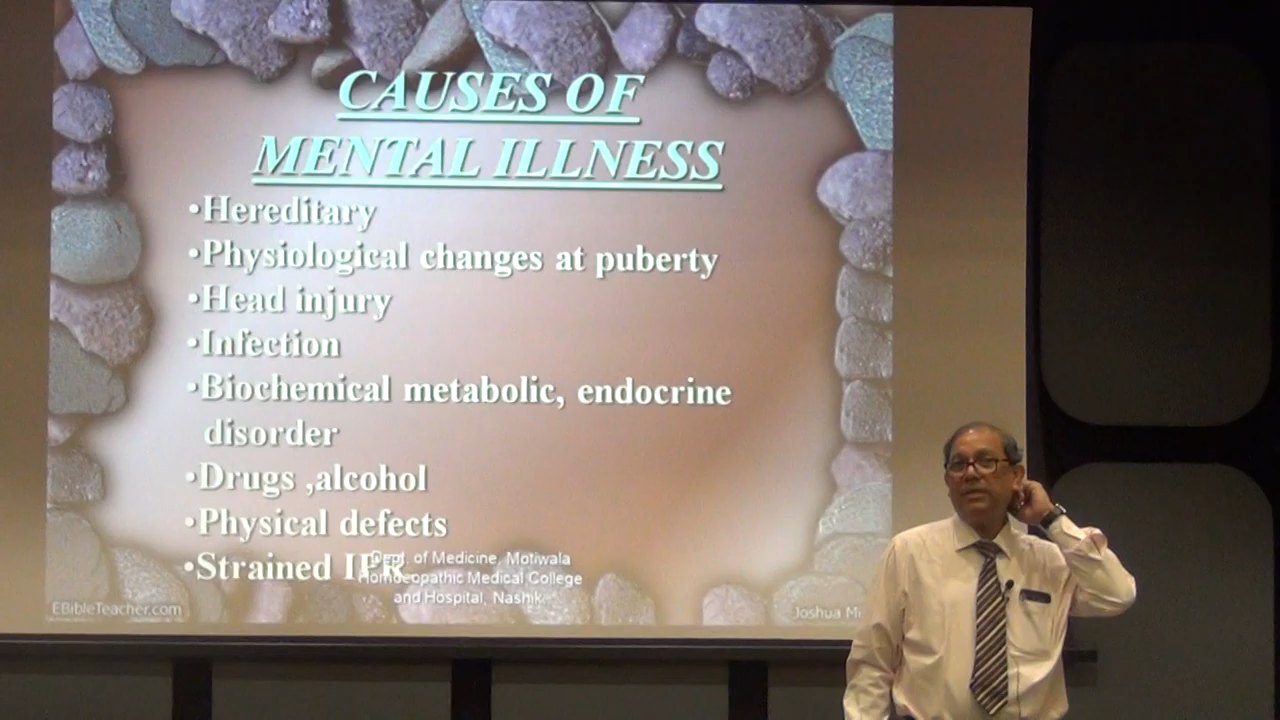 CAUSES OF
MENTAL ILLNESS
•Hereditary
•Physiological changes at puberty
•Head injury
•Infection
•Biochemical metabolic, endocrine
disorder
•Drugs ,alcohol
•Physical defects
•Strained IPR
Dept. of Medicine, Motiwala
Homoeopathic Medical College
and Hospital, Nashik
EBibleTeacher.com
Joshua